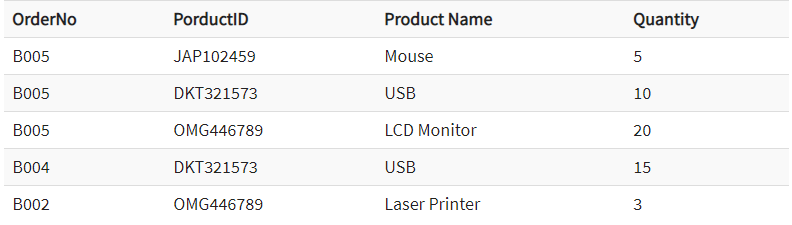 OrderNo PorductID Product Name Quantity
B005 JAP102459 Mouse 5
B005 DKT321573 USB 10
B005 OMG446789 LCD Monitor 20
B004 DKT321573 USB 15
B002 OMG446789 Laser Printer 3